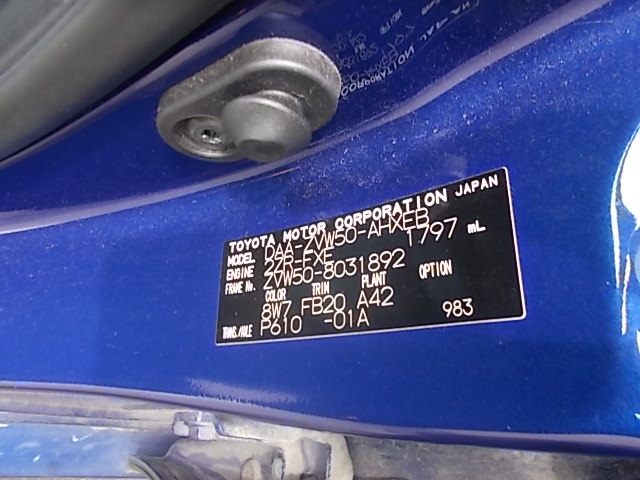 TOYOTA MOTOR CORPORATION JAPAN
MODEL DAA-ZVW50-AHXEB
ENGINE 2ZR-FXE 1797 mL
FRAME No. ZVW50-8031892
COLOR TRIM PLANT OPTION
8W7 FB20 A42
TRANS./AXLE P610 -01A 983